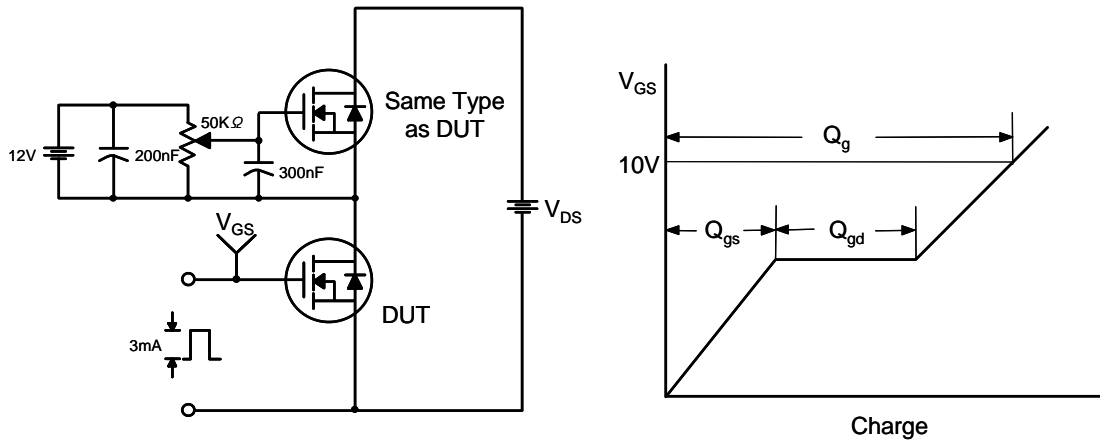 12V
200nF
50KΩ
300nF
Same Type
as DUT
VDS
VGS
DUT
3mA
VGS
10V
Qg
Qgs
Qgd
Charge